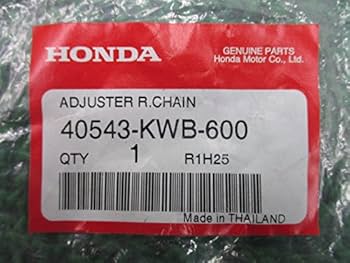 HONDA
GENUINE PARTS
Honda Motor Co., Ltd.
ADJUSTER R.CHAIN
40543-KWB-600
QTY 1 R1H25
Made in THAILAND